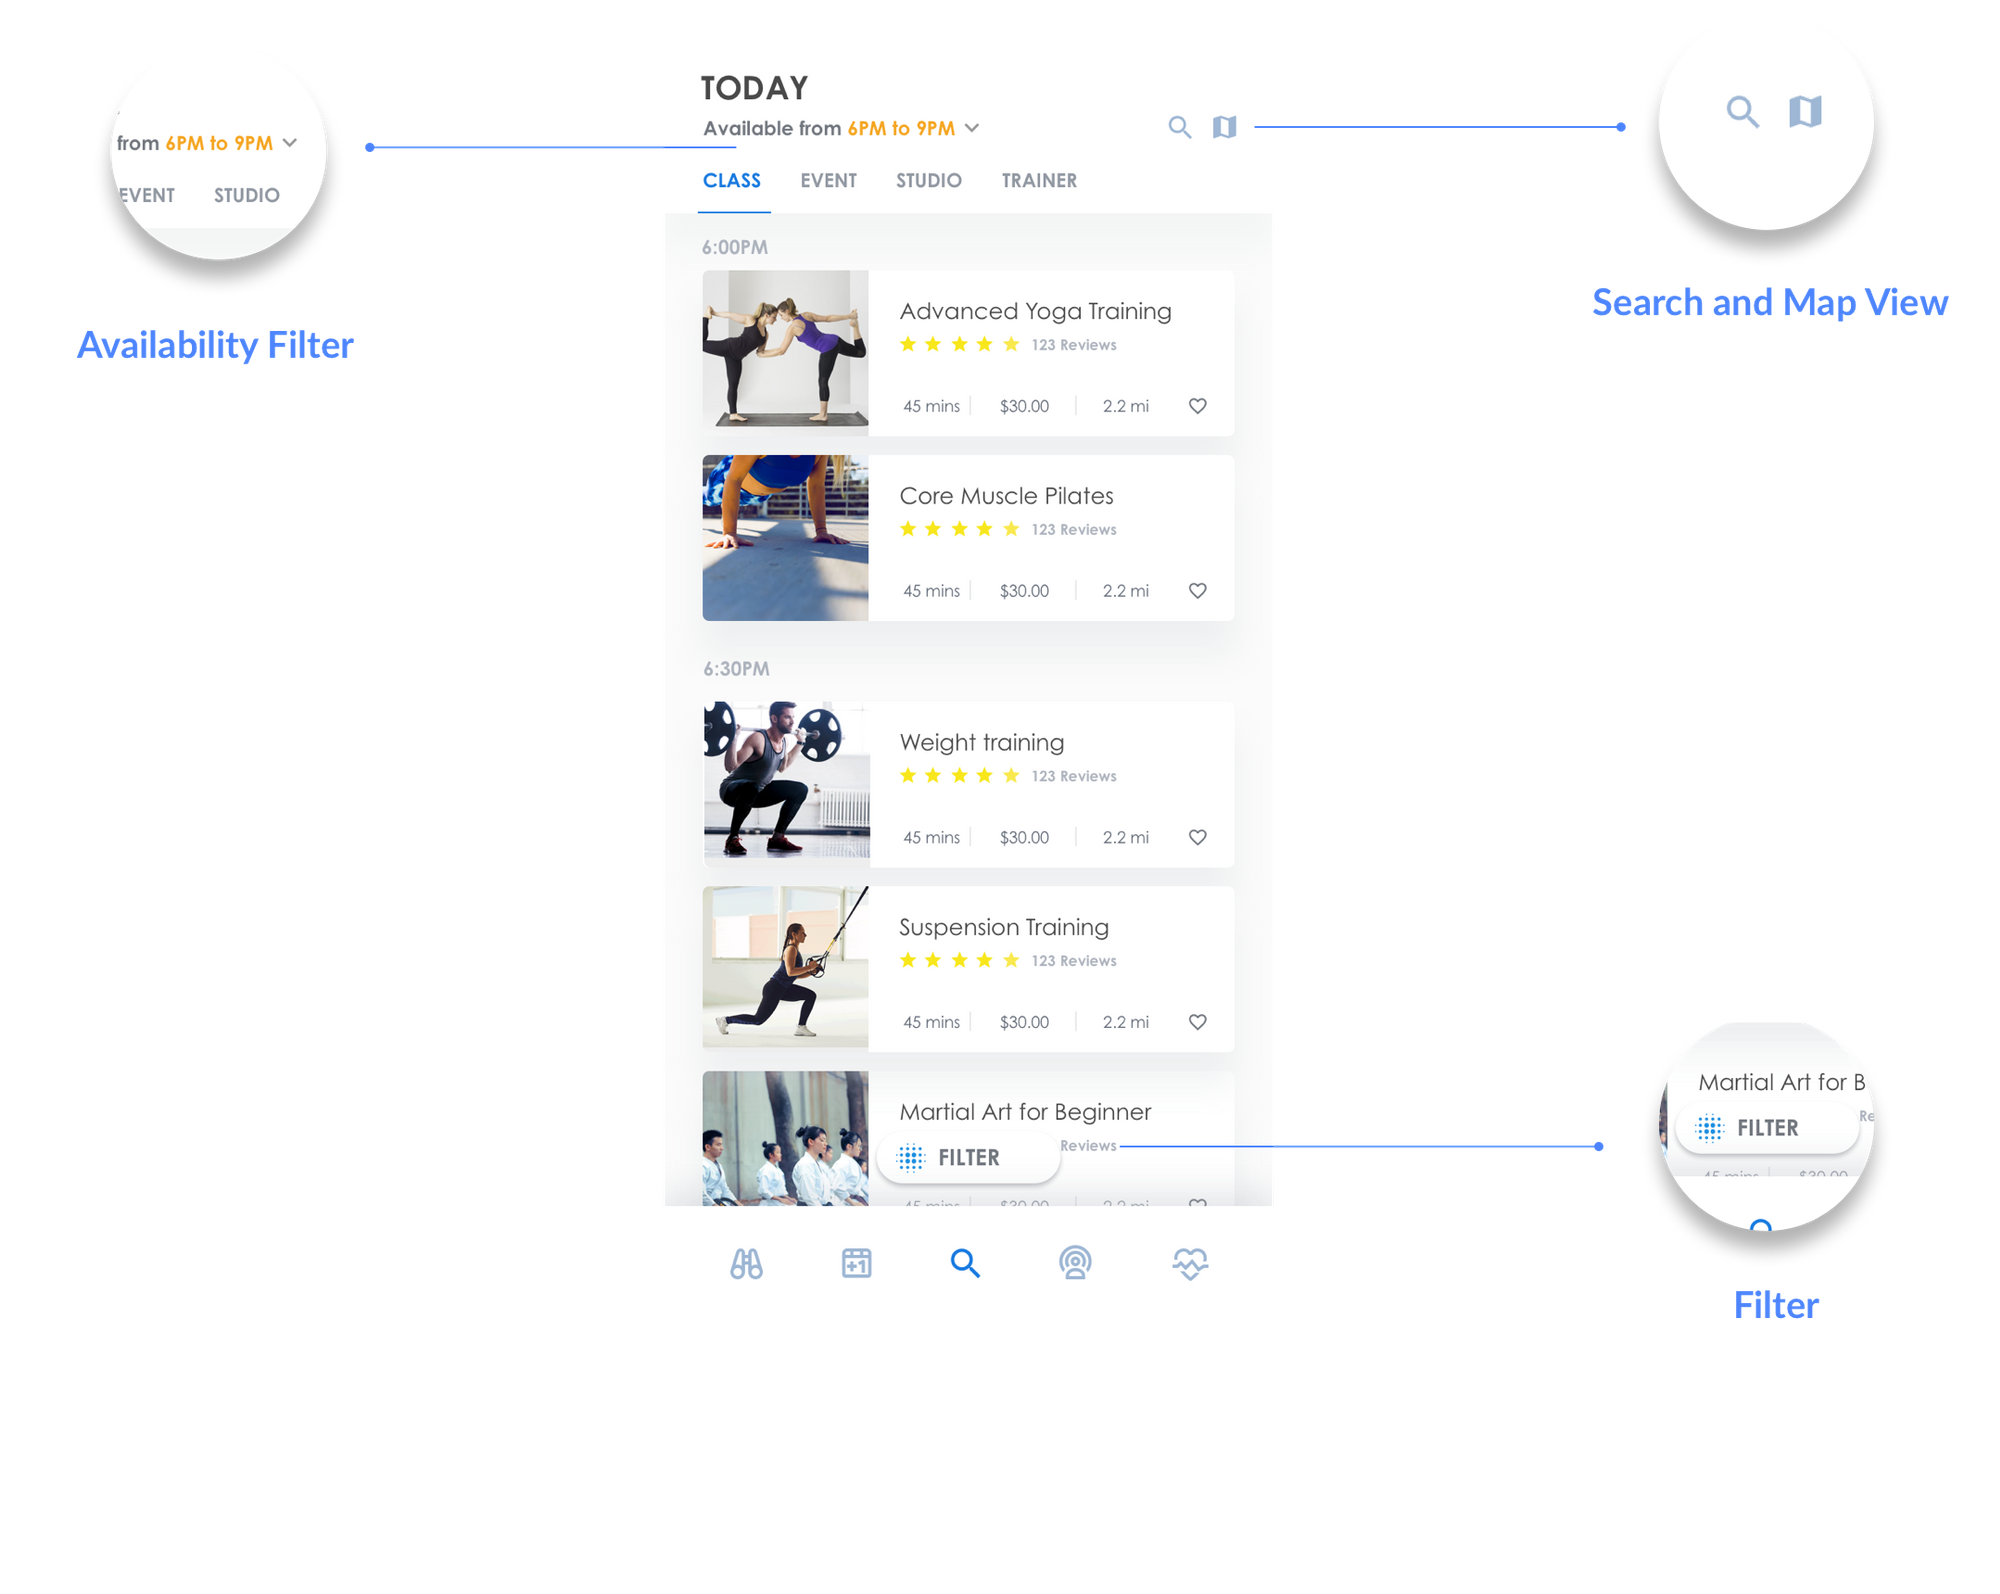 TODAY
Available from 6PM to 9PM
CLASS EVENT STUDIO TRAINER
6:00PM
Advanced Yoga Training
123 Reviews
45 mins $30.00 2.2 mi
Core Muscle Pilates
123 Reviews
45 mins $30.00 2.2 mi
6:30PM
Weight training
123 Reviews
45 mins $30.00 2.2 mi
Suspension Training
123 Reviews
45 mins $30.00 2.2 mi
Martial Art for Beginner
Reviews
FILTER
45 mins $30.00 2.2 mi
+1
from 6PM to 9PM
EVENT STUDIO
Availability Filter
Search and Map View
Martial Art for B
Re
FILTER
45 mins $30.00
Filter